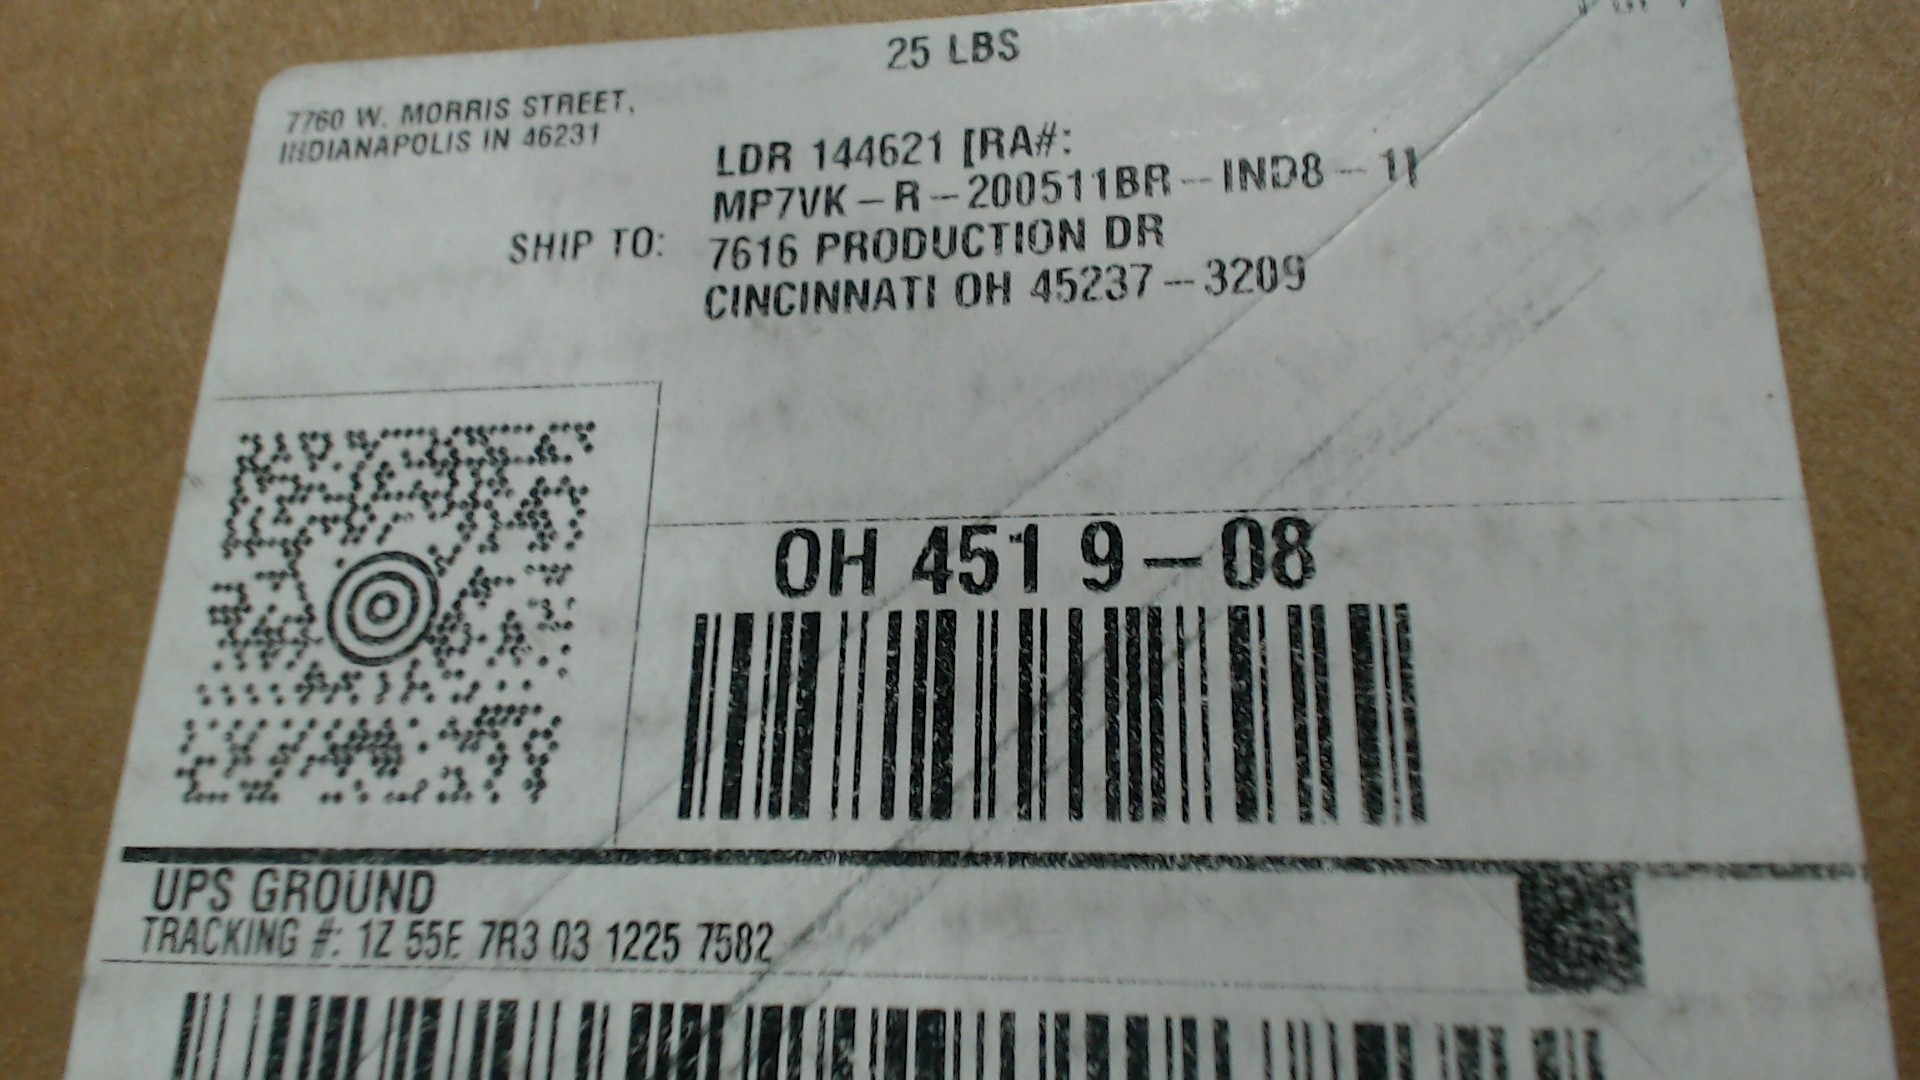 25 LBS
7760 W. MORRIS STREET,
INDIANAPOLIS IN 46231
LDR 144621 [RA#:
MP7VK-R-200511BR-IND8-1]
SHIP TO: 7616 PRODUCTION DR
CINCINNATI OH 45237-3209
OH 451 9-08
UPS GROUND
TRACKING #: 1Z 55E 7R3 03 1225 7582